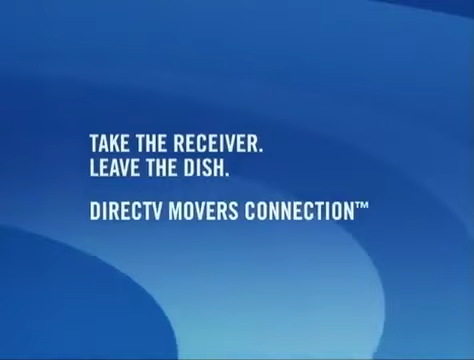 TAKE THE RECEIVER.
LEAVE THE DISH.
DIRECTV MOVERS CONNECTION™